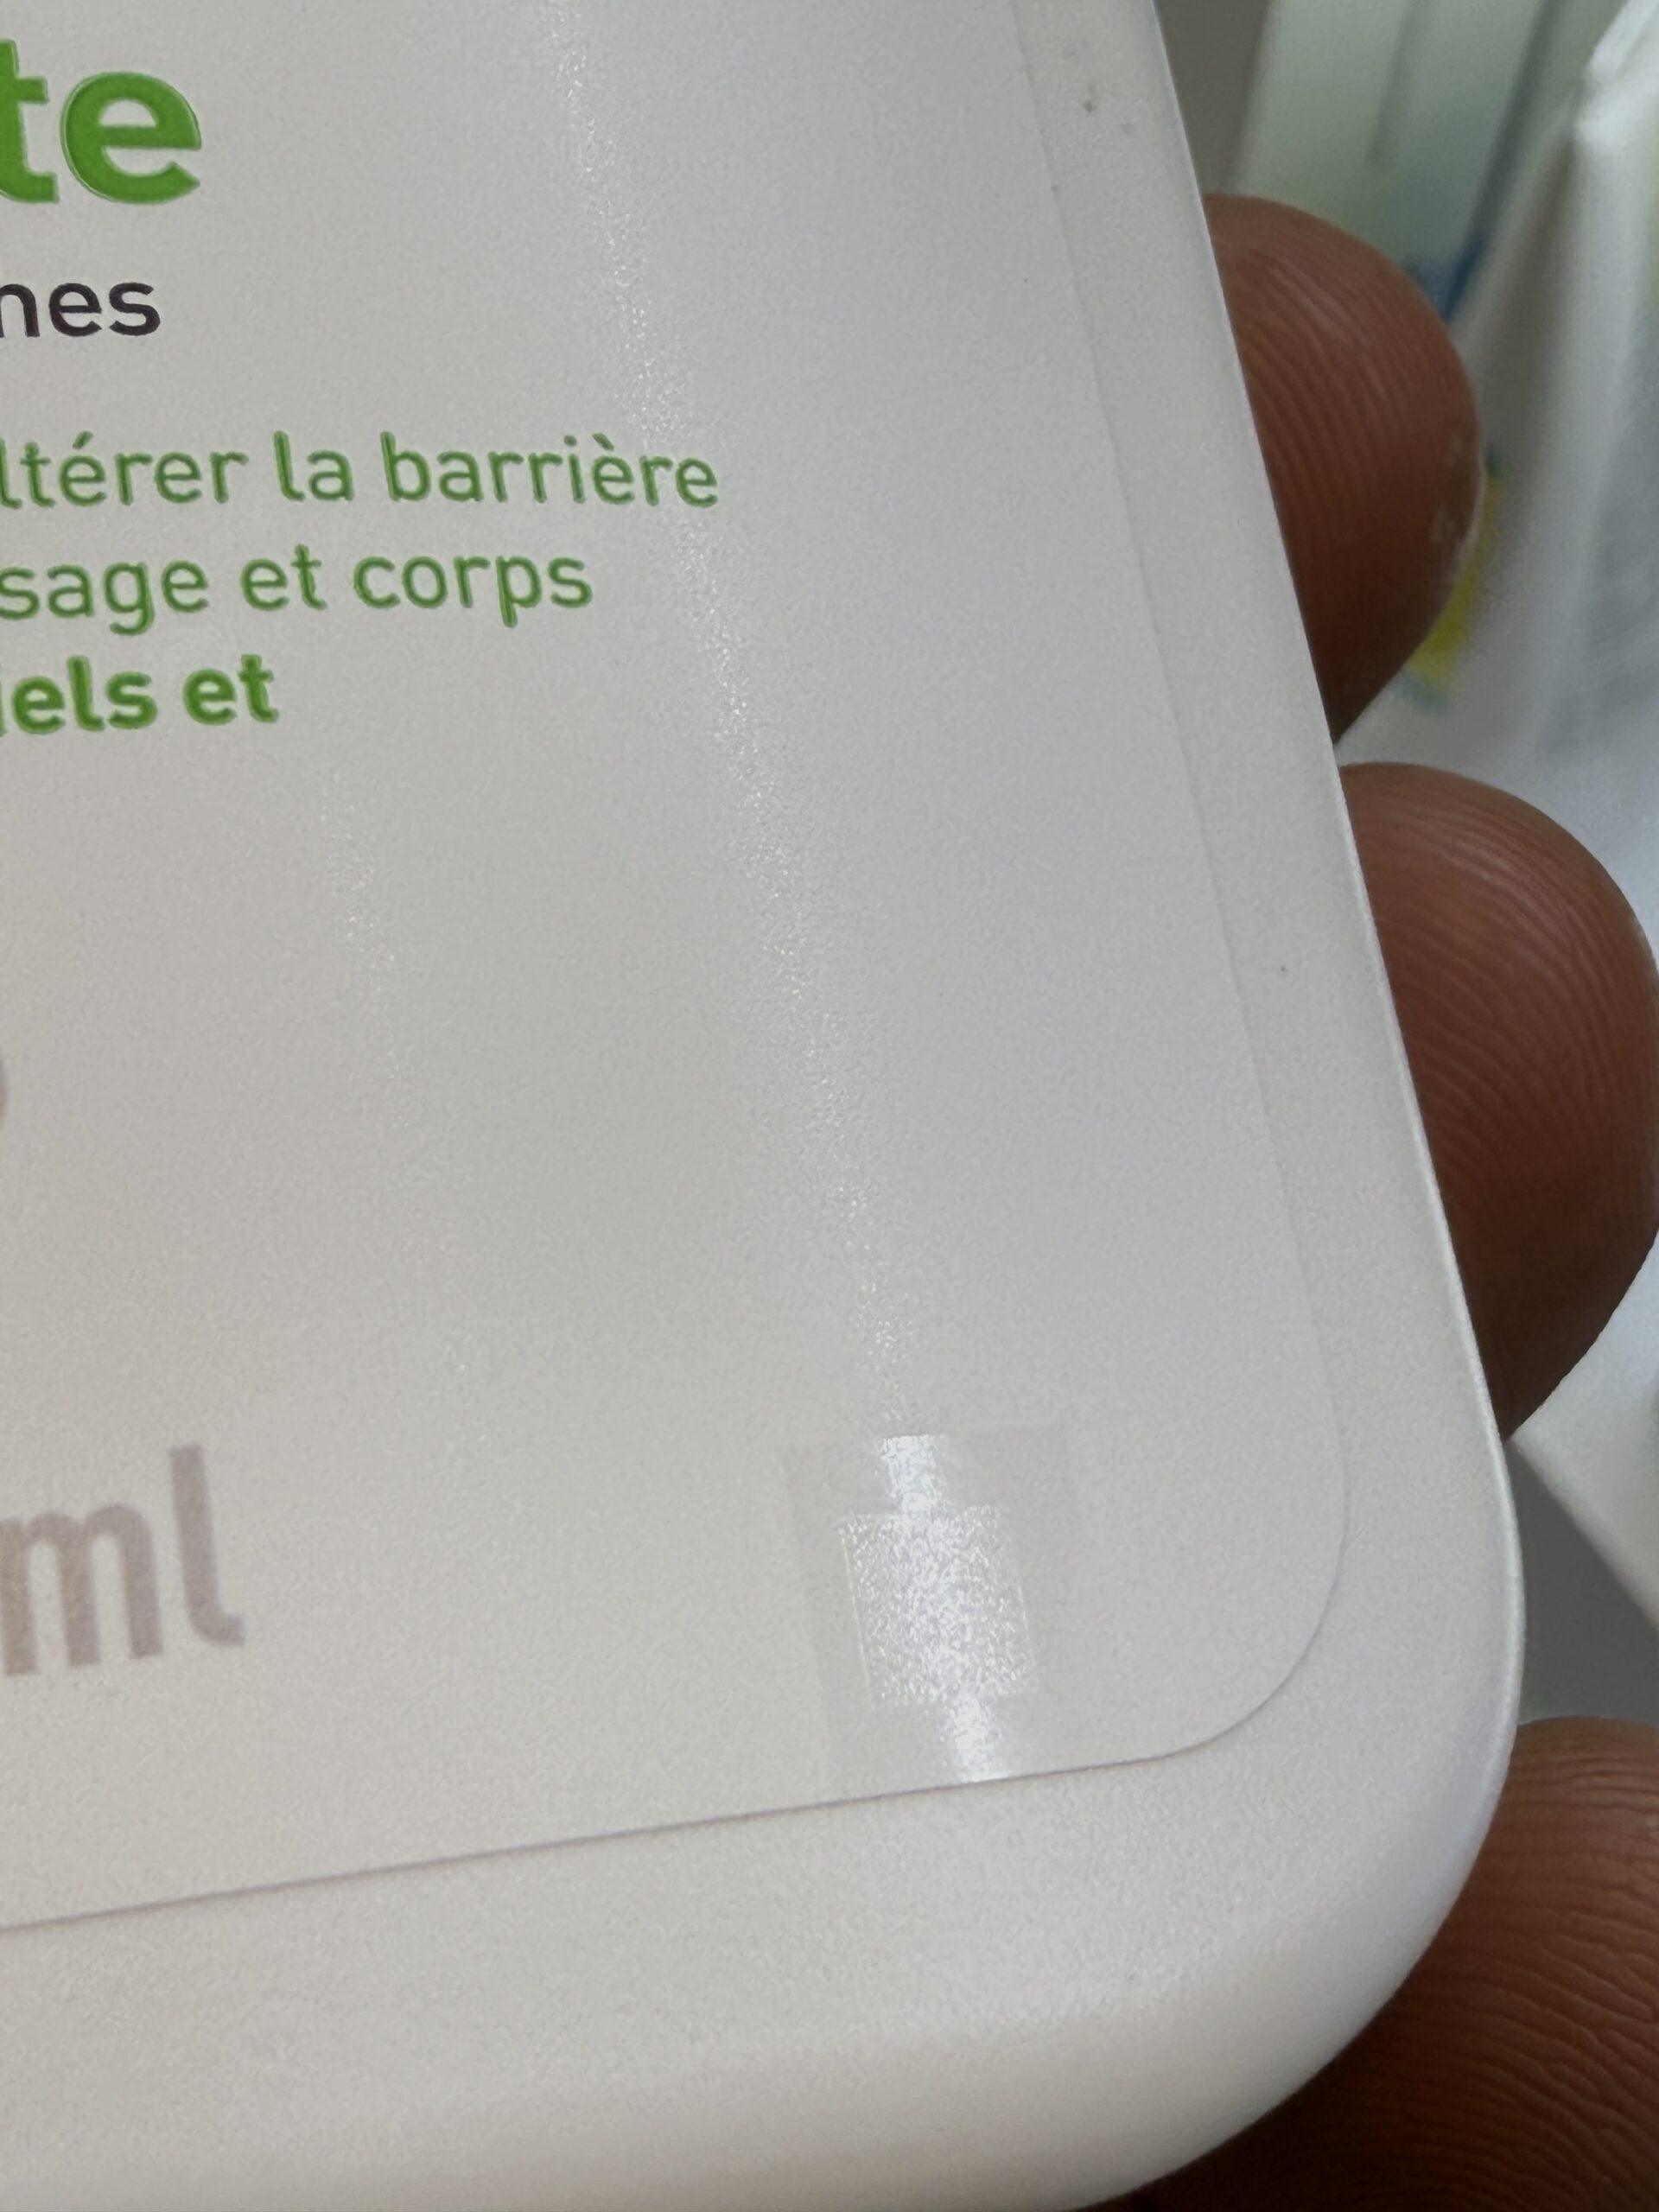 te
nes
ltérer la barrière
sage et corps
iels et
ml